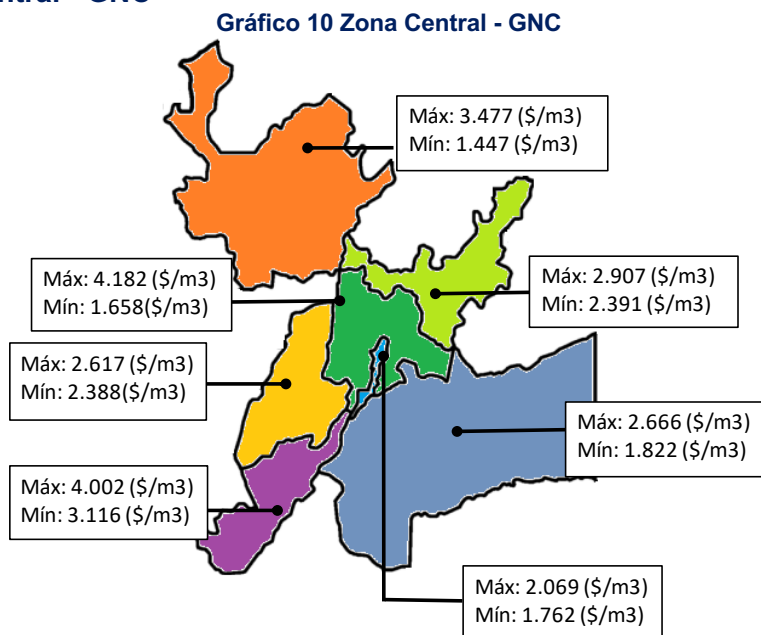 Gráfico 10 Zona Central - GNC
Máx: 3.477 ($/m3)
Mín: 1.447 ($/m3)
Máx: 4.182 ($/m3)
Mín: 1.658($/m3)
Máx: 2.907 ($/m3)
Mín: 2.391 ($/m3)
Máx: 2.617 ($/m3)
Mín: 2.388($/m3)
Máx: 2.666 ($/m3)
Mín: 1.822 ($/m3)
Máx: 4.002 ($/m3)
Mín: 3.116 ($/m3)
Máx: 2.069 ($/m3)
Mín: 1.762 ($/m3)